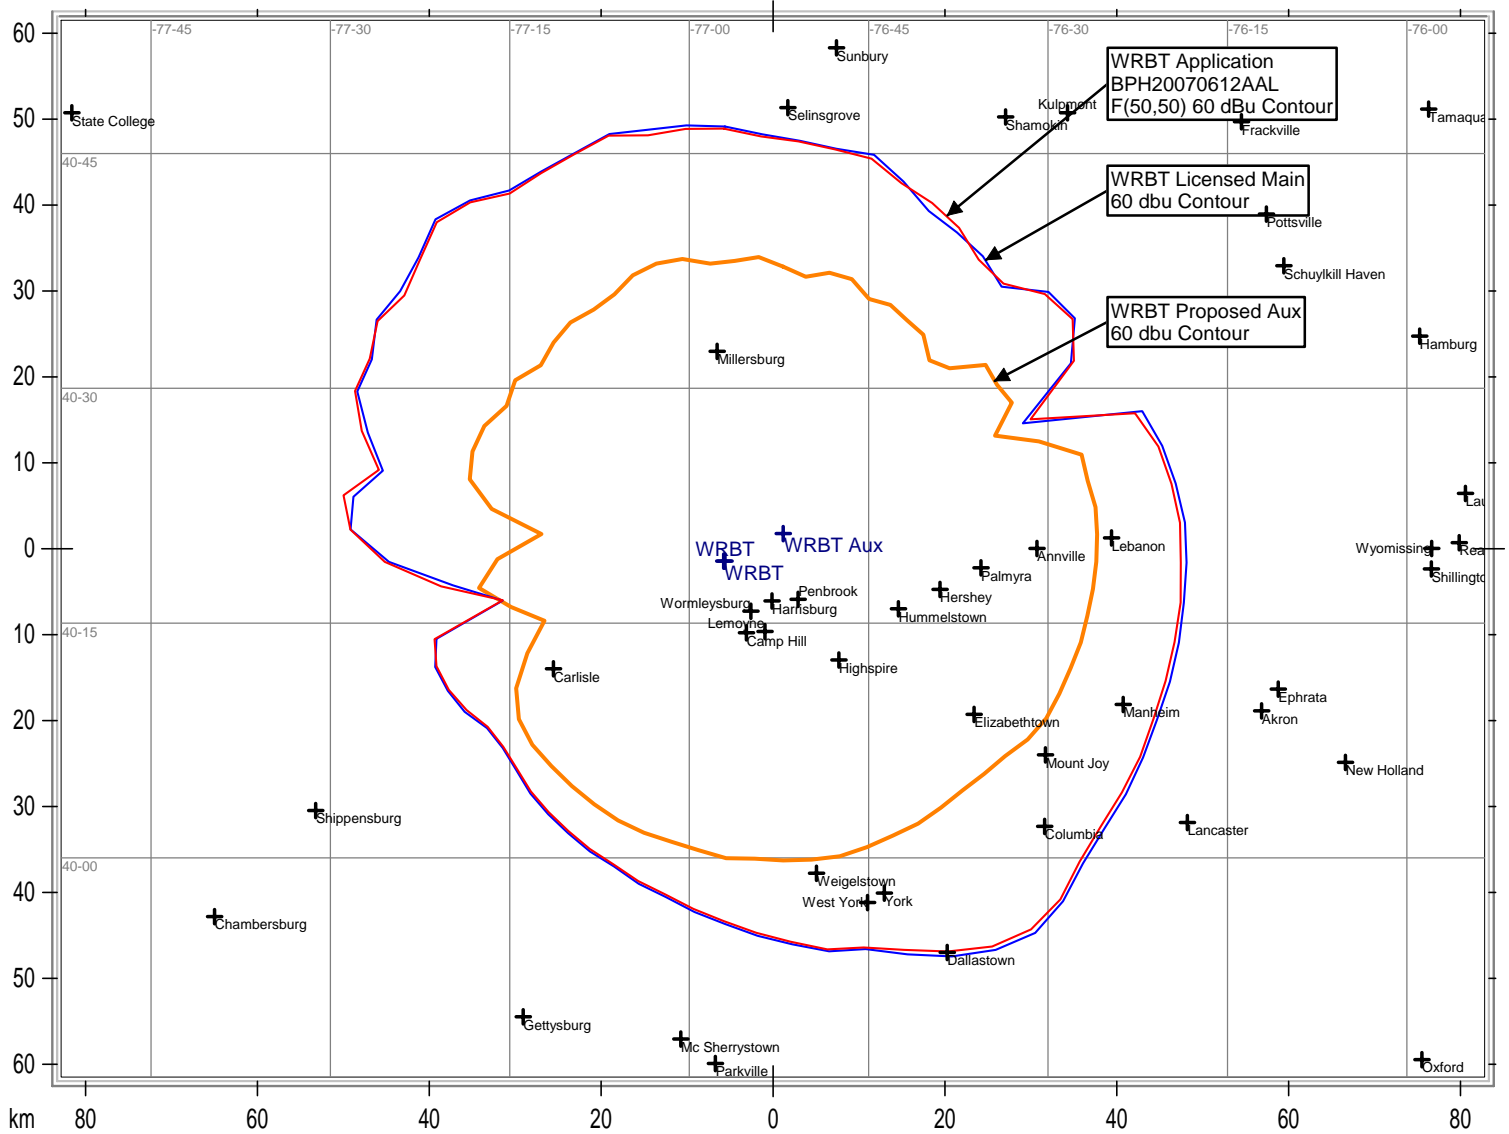 -77-45
-77-30
-77-15
-77-00
-76-45
-76-30
-76-15
-76-00
60
50
40
30
20
10
0
10
20
30
40
50
60
40-45
40-30
40-15
40-00
WRBT Application
BPH20070612AAL
F(50,50) 60 dBu Contour
WRBT Licensed Main
60 dbu Contour
WRBT Proposed Aux
60 dbu Contour
Sunbury
State College
Selinsgrove
Kulpmont
Shamokin
Frackville
Tamaqua
Pottsville
Schuylkill Haven
Hamburg
Millersburg
Lau
WRBT Aux
WRBT
WRBT
Annville
Lebanon
Wyomissing
Rea
Shillingto
Palmyra
Hershey
Hummelstown
Penbrook
Harrisburg
Wormleysburg
Lemoyne
Camp Hill
Highspire
Carlisle
Elizabethtown
Manheim
Ephrata
Akron
Mount Joy
New Holland
Shippensburg
Columbia
Lancaster
Weigelstown
West York
York
Chambersburg
Dallastown
Gettysburg
Mc Sherrystown
Parkville
Oxford
km 80 60 40 20 0 20 40 60 80